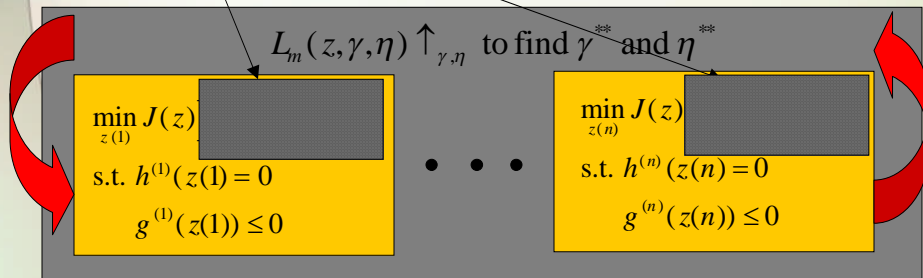 L_m(z,γ,η) ↑_{γ,η} to find γ^{**} and η^{**}
min_{z(1)} J(z)
s.t. h^{(1)}(z(1) = 0
g^{(1)}(z(1)) ≤ 0
• • •
min_{z(n)} J(z)
s.t. h^{(n)}(z(n) = 0
g^{(n)}(z(n)) ≤ 0